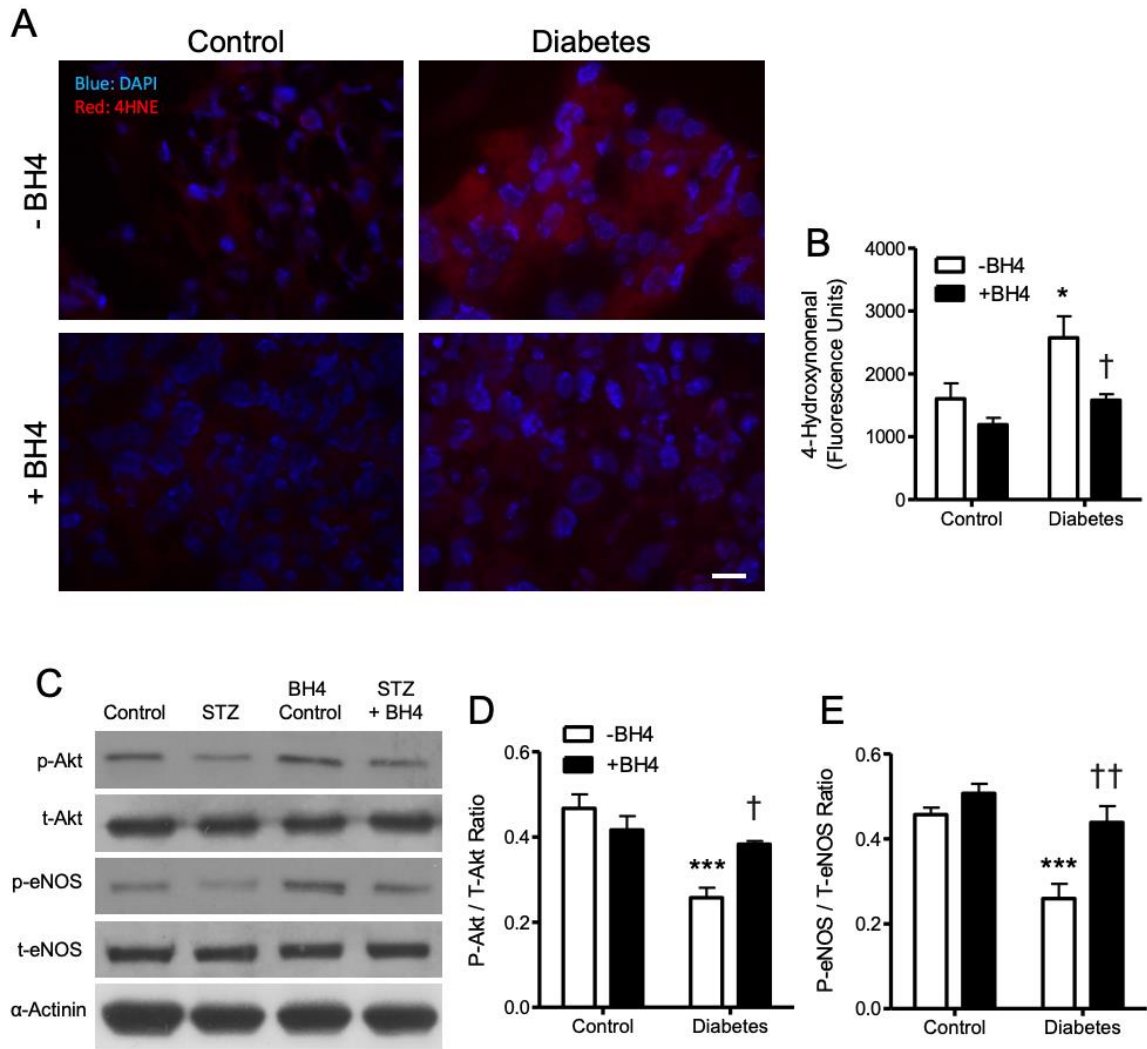 A
Control
Diabetes
Blue: DAPI
Red: 4HNE
- BH4
+ BH4
B
4-Hydroxynonenal
(Fluorescence Units)
4000
3000
2000
1000
0
-BH4
+BH4
*
†
Control
Diabetes
C
Control
STZ
BH4
Control
STZ
+ BH4
p-Akt
t-Akt
p-eNOS
t-eNOS
α-Actinin
D
P-Akt / T-Akt Ratio
0.6
0.4
0.2
0.0
-BH4
+BH4
***
†
Control
Diabetes
E
P-eNOS / T-eNOS Ratio
0.6
0.4
0.2
0.0
***
††
Control
Diabetes